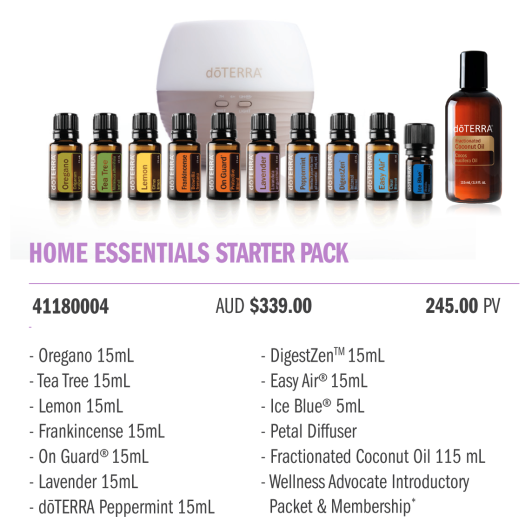 dōTERRA
dōTERRA
Fractionated
Coconut Oil
Oregano
Tea Tree
Lemon
Frankincense
On Guard
Lavender
Peppermint
DigestZen
Easy Air
Ice Blue
HOME ESSENTIALS STARTER PACK
41180004 AUD $339.00 245.00 PV
- Oregano 15mL
- Tea Tree 15mL
- Lemon 15mL
- Frankincense 15mL
- On Guard® 15mL
- Lavender 15mL
- dōTERRA Peppermint 15mL
- DigestZen™ 15mL
- Easy Air® 15mL
- Ice Blue® 5mL
- Petal Diffuser
- Fractionated Coconut Oil 115 mL
- Wellness Advocate Introductory
Packet & Membership*